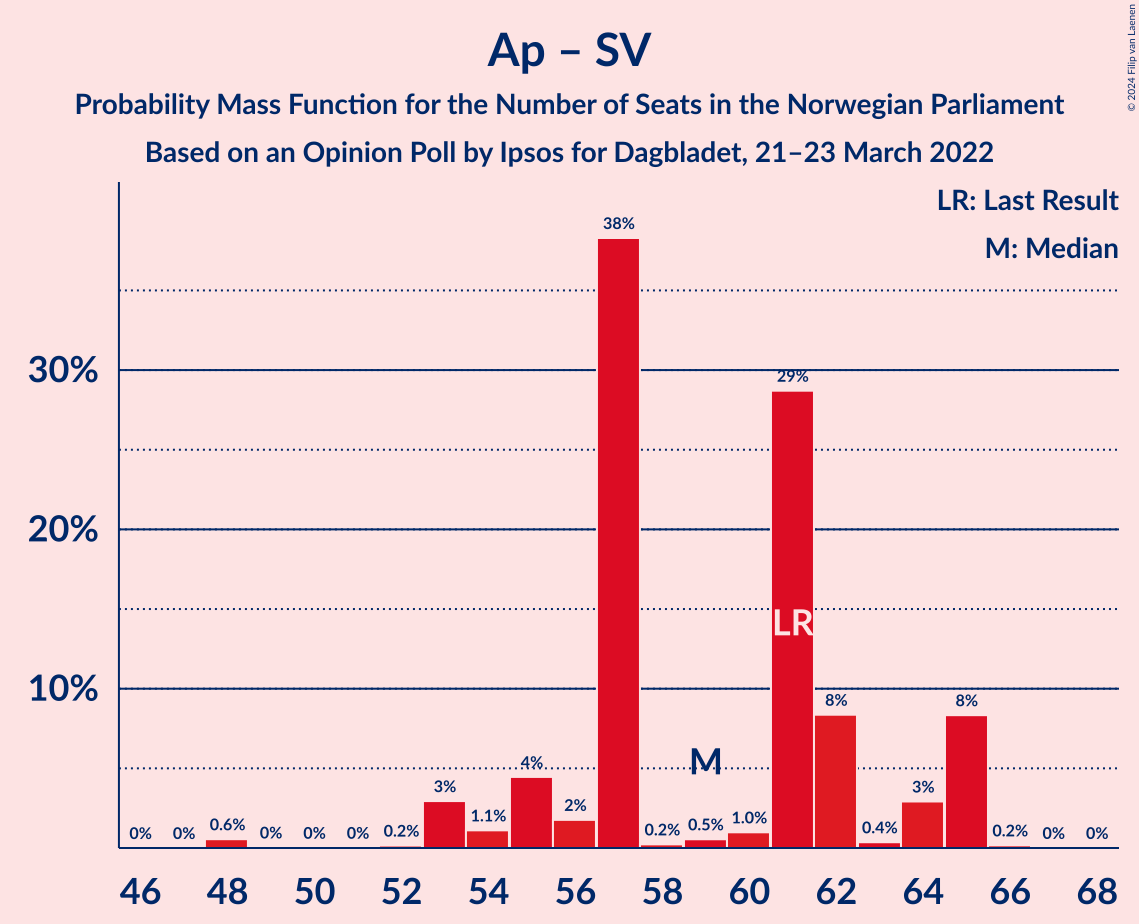 Ap – SV
Probability Mass Function for the Number of Seats in the Norwegian Parliament
Based on an Opinion Poll by Ipsos for Dagbladet, 21–23 March 2022
© 2024 Filip van Laenen
LR: Last Result
M: Median
30%
20%
10%
0% 0% 0.6% 0% 0% 0% 0.2% 3% 1.1% 4% 2% 38% 0.2% 0.5% 1.0% 29% 8% 0.4% 3% 8% 0.2% 0% 0%
LR
M
46 48 50 52 54 56 58 60 62 64 66 68